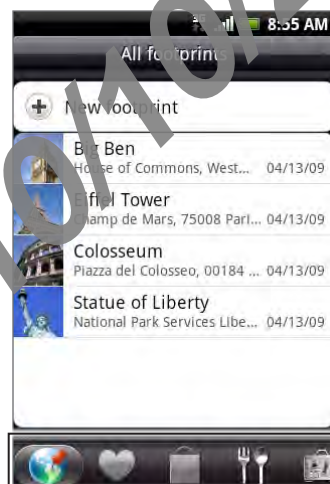 8:55 AM
All footprints
New footprint
Big Ben
House of Commons, West... 04/13/09
Eiffel Tower
Champ de Mars, 75008 Pari... 04/13/09
Colosseum
Piazza del Colosseo, 00184 ... 04/13/09
Statue of Liberty
National Park Services Libe... 04/13/09